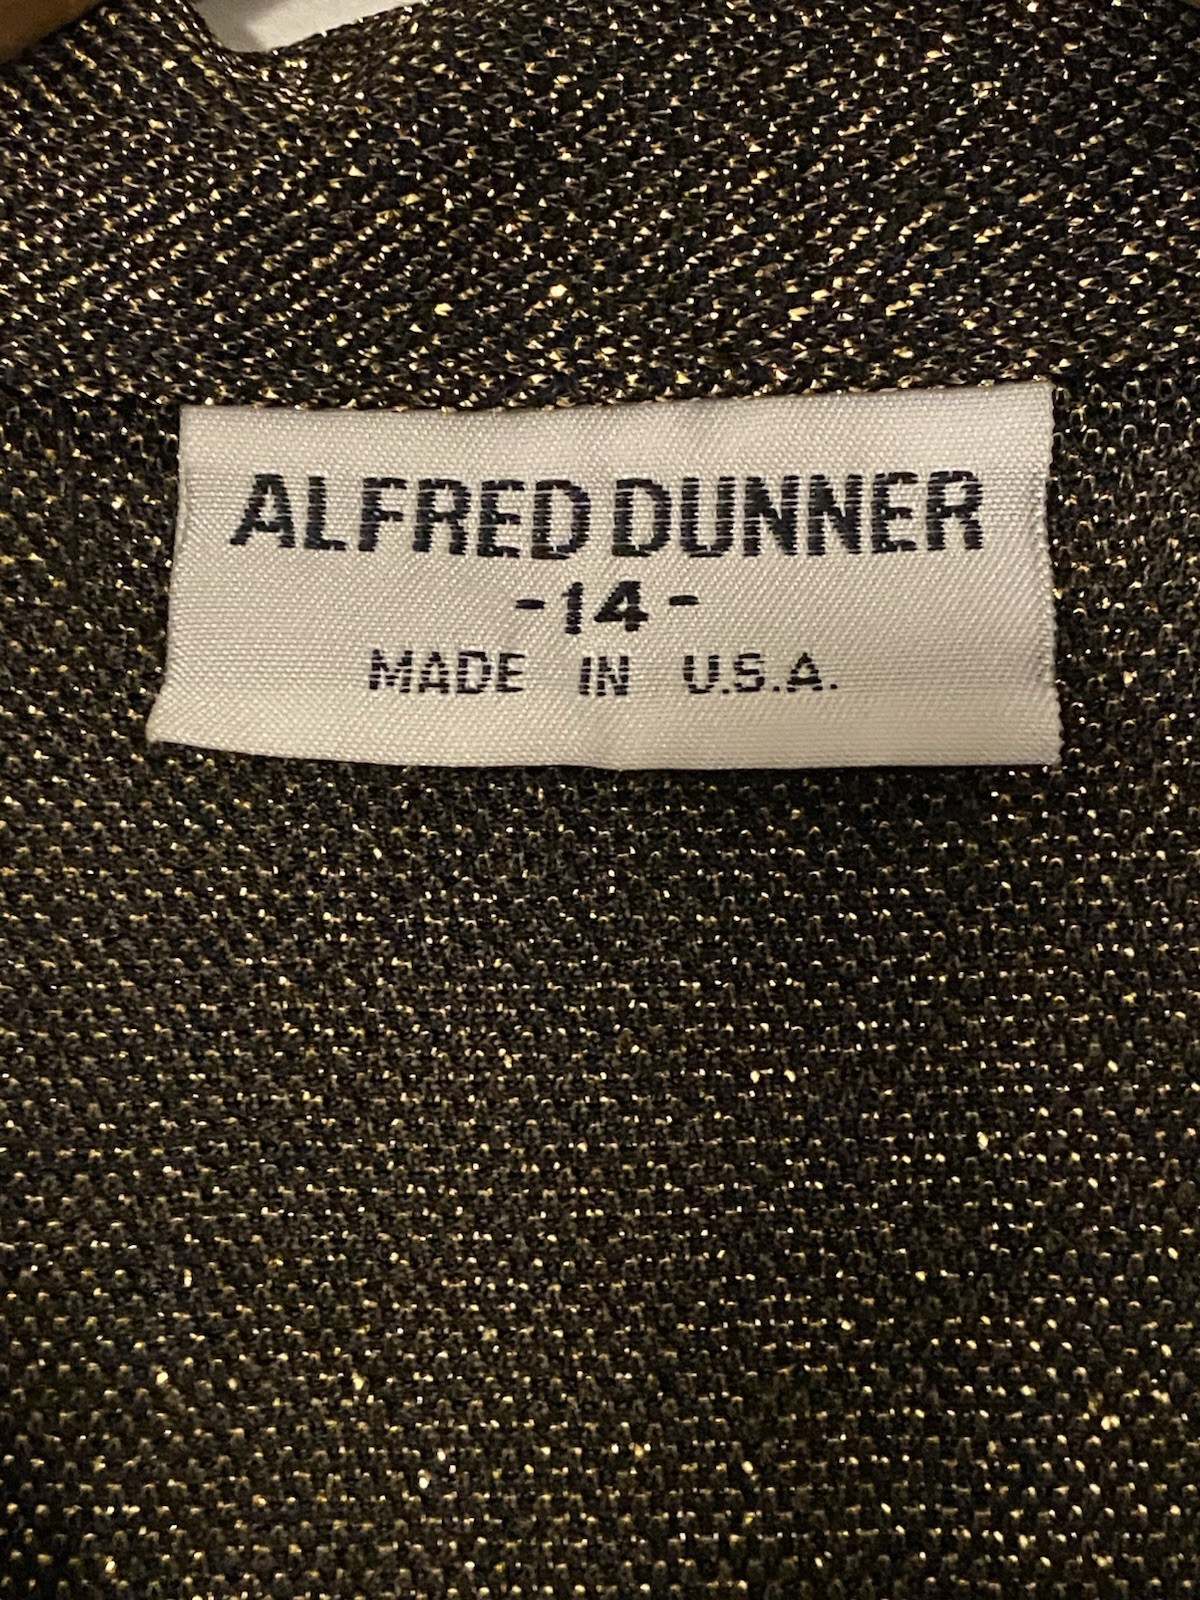 ALFRED DUNNER
-14-
MADE IN U.S.A.